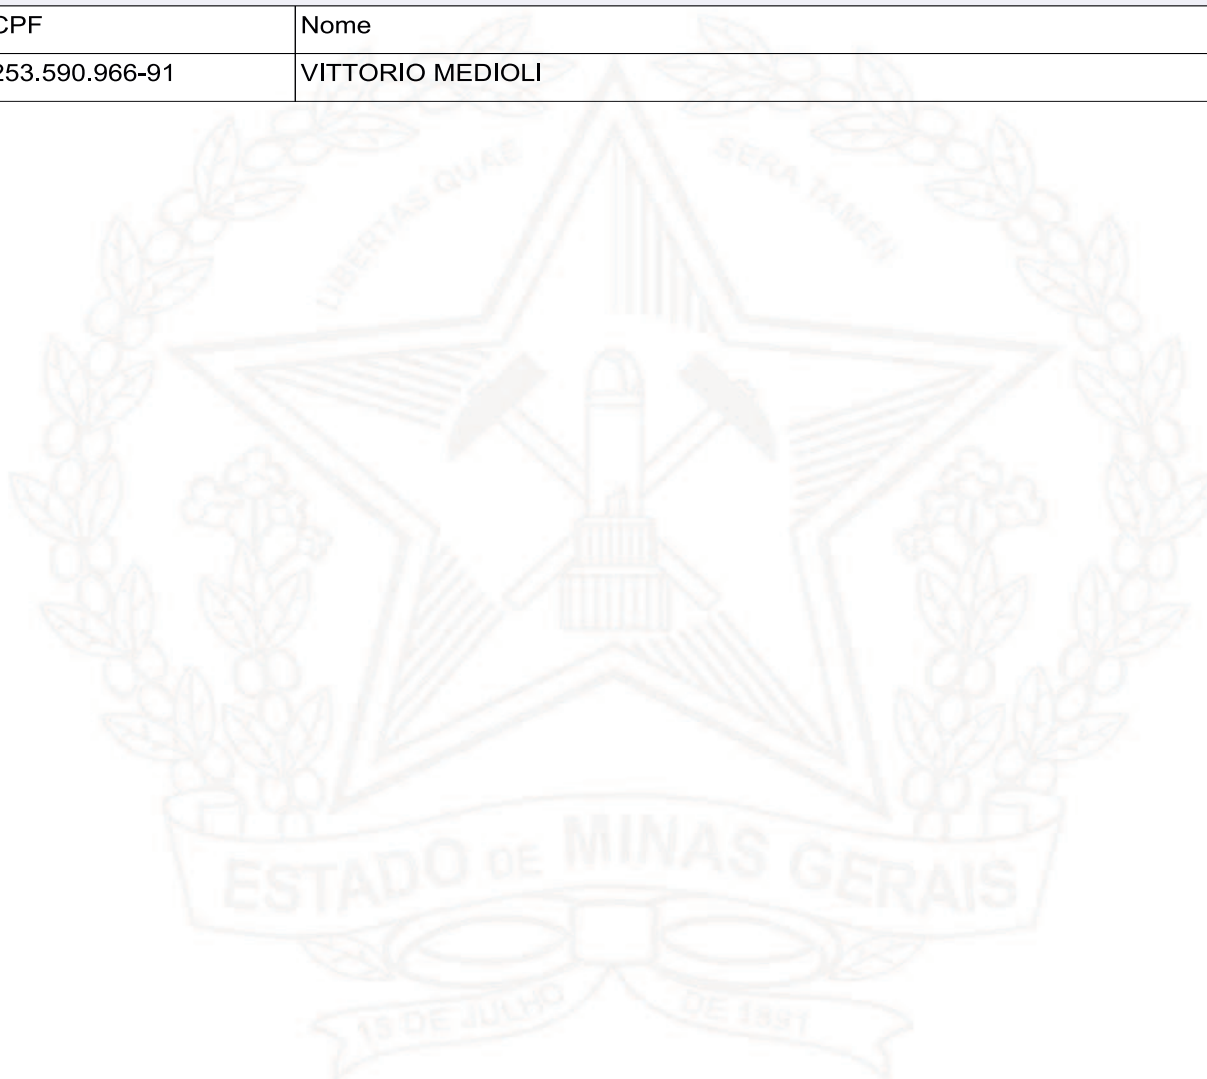 CPF Nome
253.590.966-91 VITTORIO MEDIOLI
LIBERTAS QUAE SERA TAMEN
ESTADO DE MINAS GERAIS
15 DE JULHO DE 1891